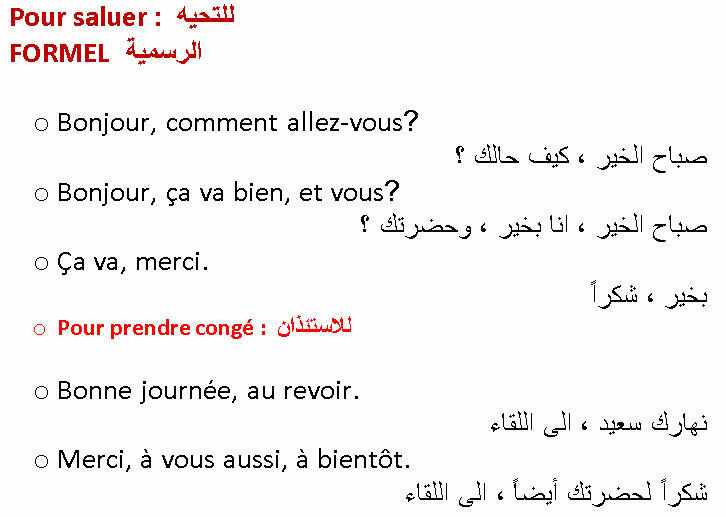 Pour saluer : للتحيه
FORMEL الرسمية
o Bonjour, comment allez-vous?
صباح الخير ، كيف حالك ؟
o Bonjour, ça va bien, et vous?
صباح الخير ، انا بخير ، وحضرتك ؟
o Ça va, merci.
بخير ، شكراً
o Pour prendre congé : للاستئذان
o Bonne journée, au revoir.
نهارك سعيد ، الى اللقاء
o Merci, à vous aussi, à bientôt.
شكراً لحضرتك أيضاً ، الى اللقاء